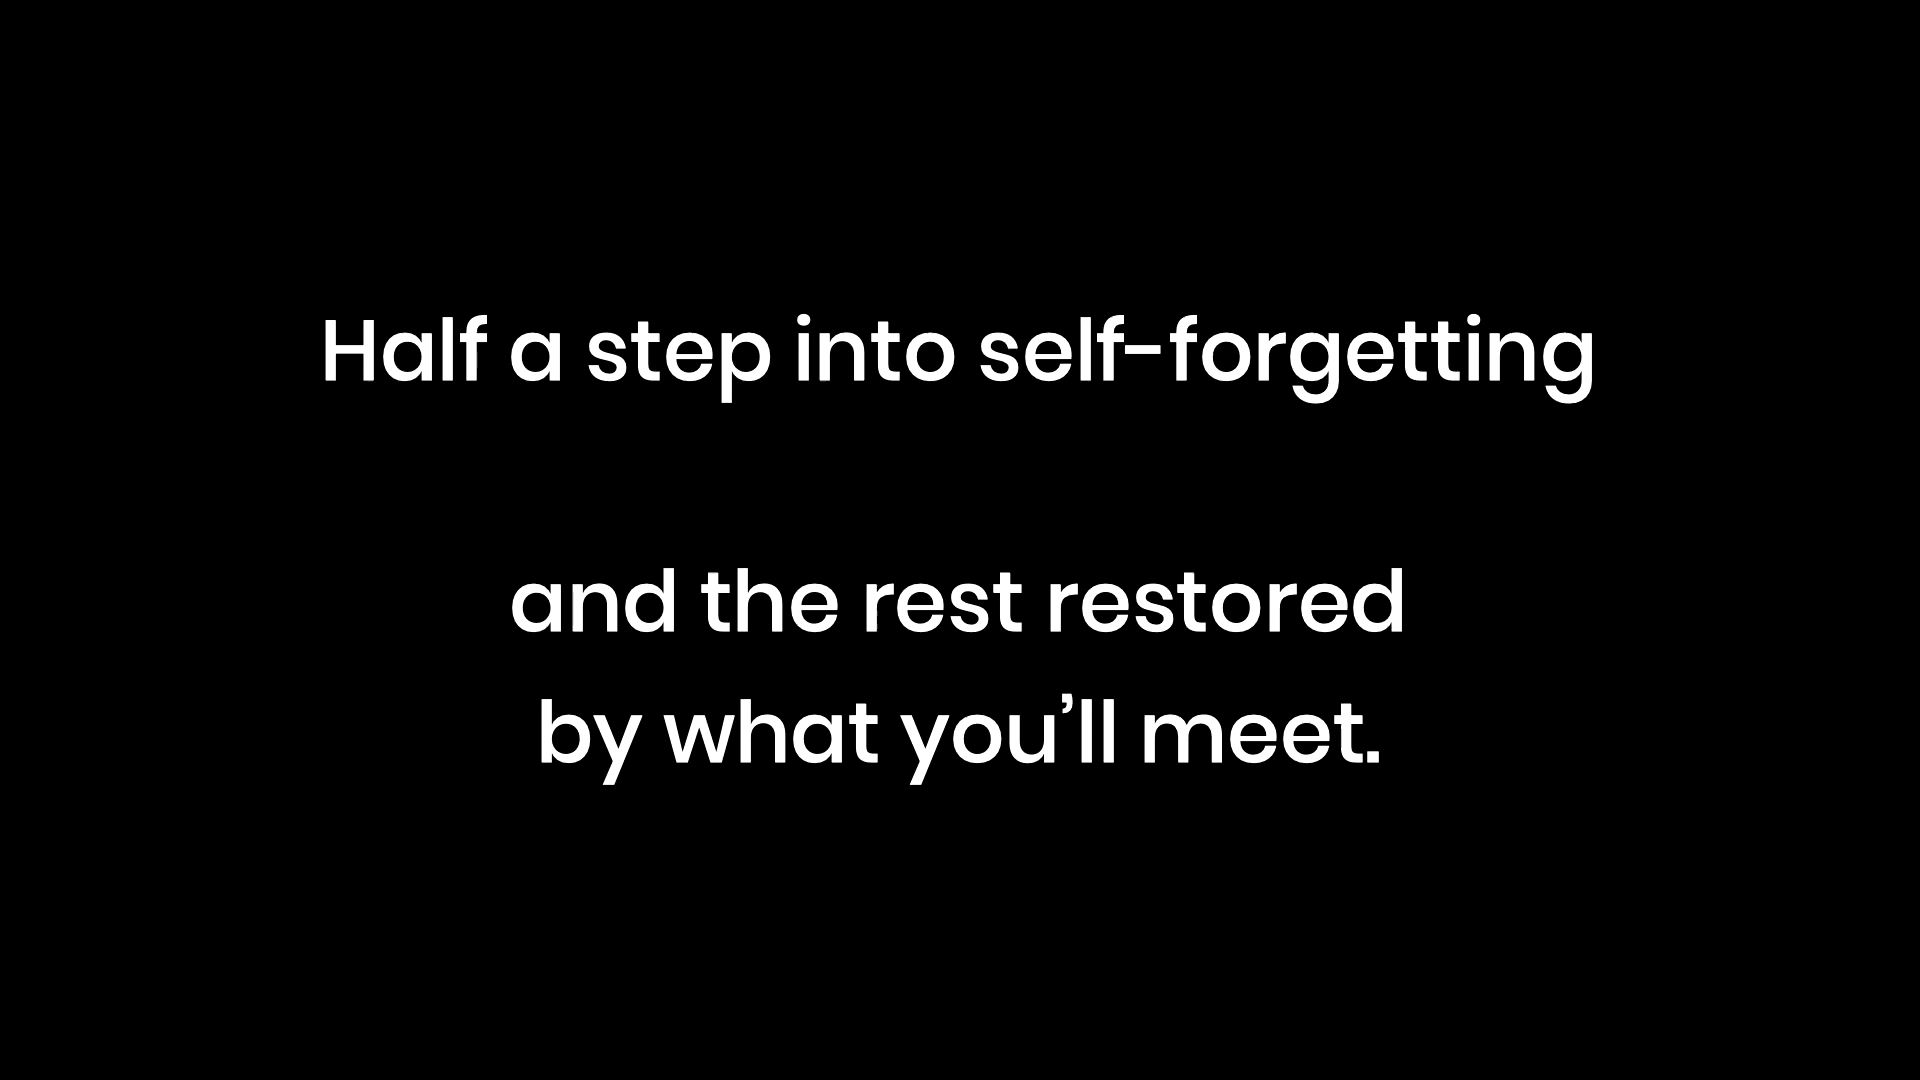 Half a step into self-forgetting
and the rest restored
by what you’ll meet.